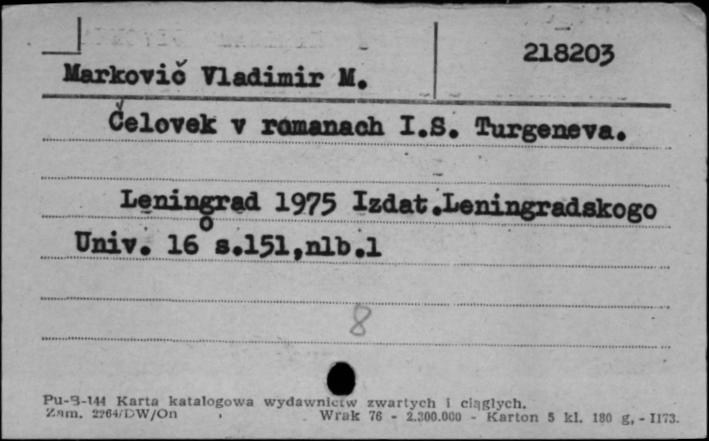 218203
Markovič Vladimir M.
Čelovek v romanach I.S. Turgeneva.
Leningrad 1975 Izdat.Leningradskogo
Univ. 16° s.151,nlb.1
8
Pu-B-144 Karta katalogowa wydawnictw zwartych i ciągłych.
Zam. 2264/DW/On Wrak 76 - 2.300.000 - Karton 5 kl. 180 g. - I173.